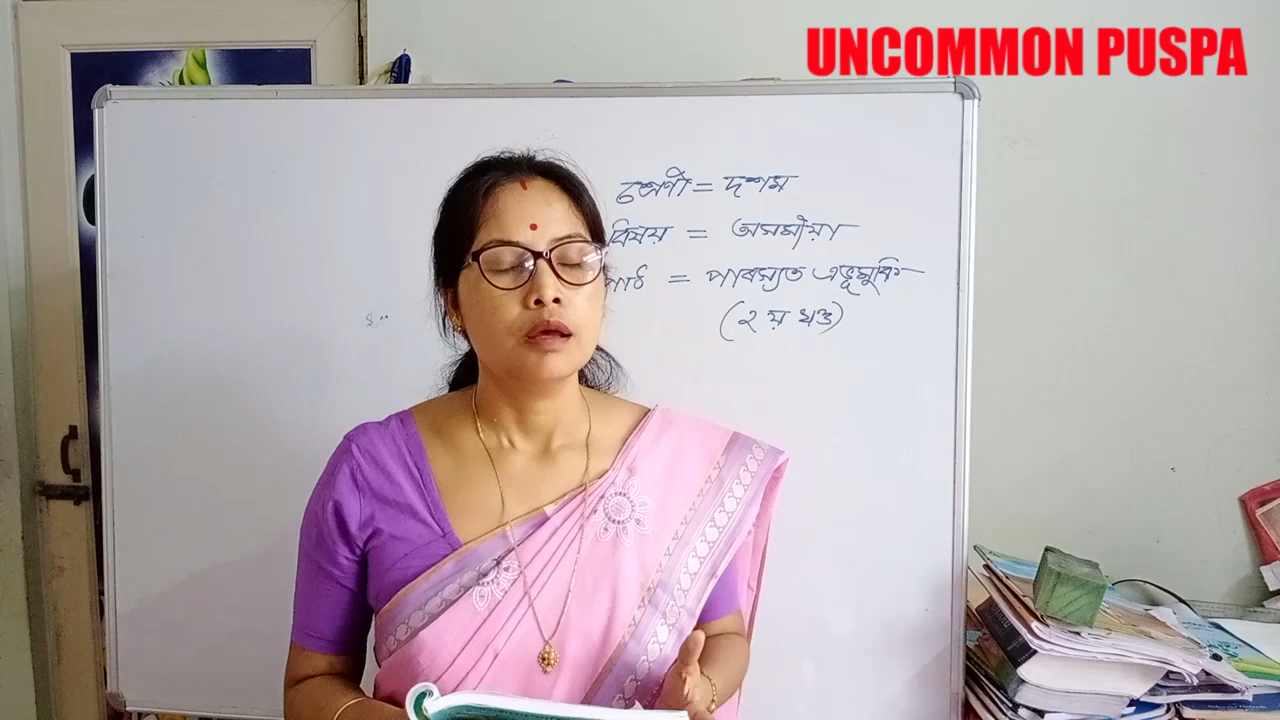 UNCOMMON PUSPA
শ্ৰেণী = দশম
বিষয় = অসমীয়া
পাঠ = পাৰস্যত এভূমুকি
(২য় খণ্ড)